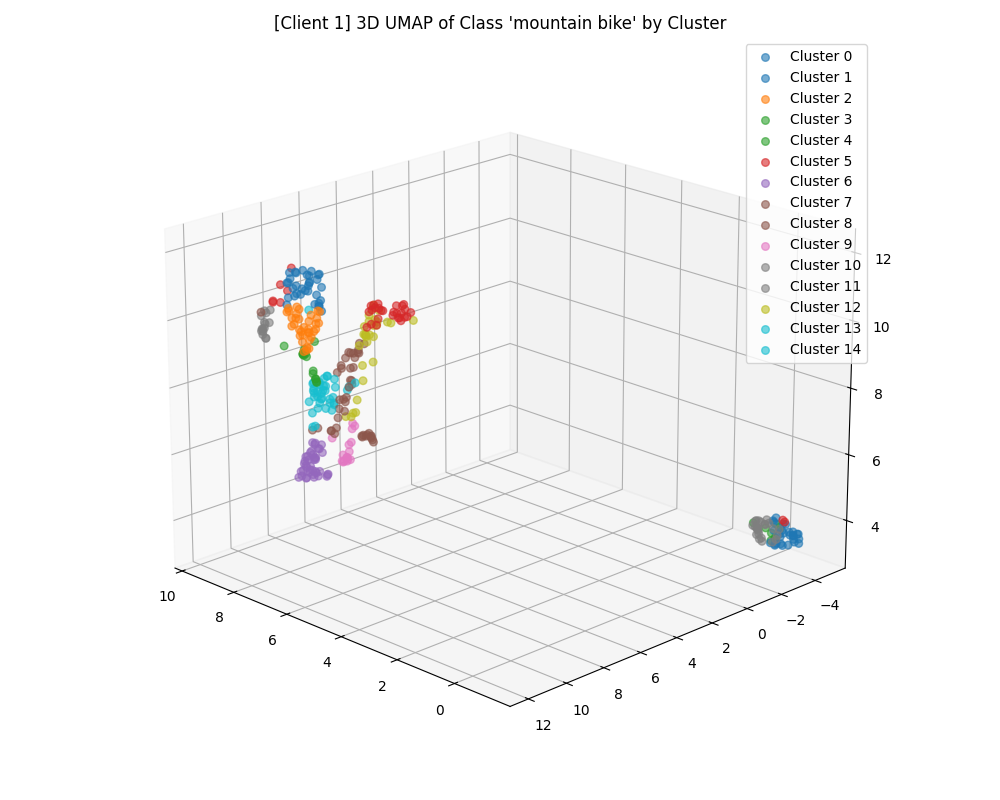 [Client 1] 3D UMAP of Class 'mountain bike' by Cluster
Cluster 0
Cluster 1
Cluster 2
Cluster 3
Cluster 4
Cluster 5
Cluster 6
Cluster 7
Cluster 8
Cluster 9
Cluster 10
Cluster 11
Cluster 12
Cluster 13
Cluster 14
12
10
8
6
4
10
8
6
4
2
0
12
10
8
6
4
2
0
−2
−4